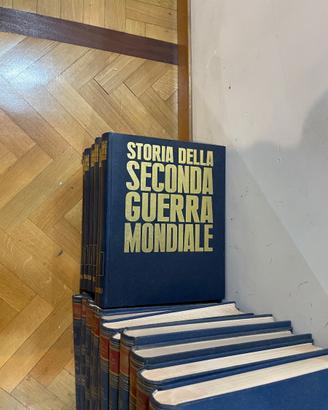 STORIA DELLA
SECONDA
GUERRA
MONDIALE